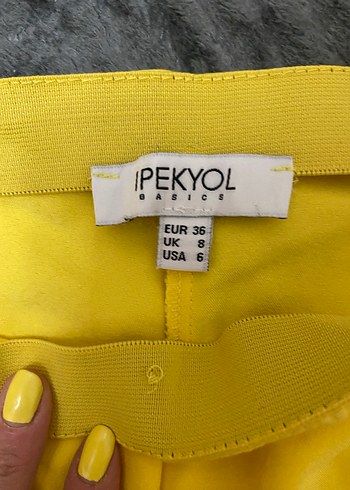 IPEKYOL
BASICS
EUR 36
UK 8
USA 6